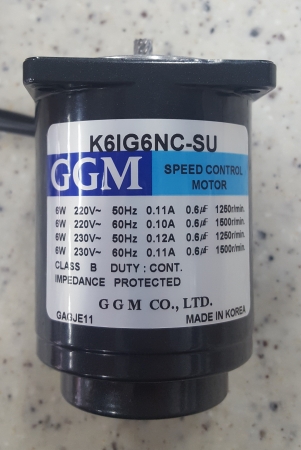 K6IG6NC-SU
GGM SPEED CONTROL MOTOR
6W 220V~ 50Hz 0.11A 0.6μF 1250r/min.
6W 220V~ 60Hz 0.10A 0.6μF 1500r/min.
6W 230V~ 50Hz 0.12A 0.6μF 1250r/min.
6W 230V~ 60Hz 0.11A 0.6μF 1500r/min.
CLASS B DUTY : CONT.
IMPEDANCE PROTECTED
G G M CO., LTD.
GAGJE11 MADE IN KOREA